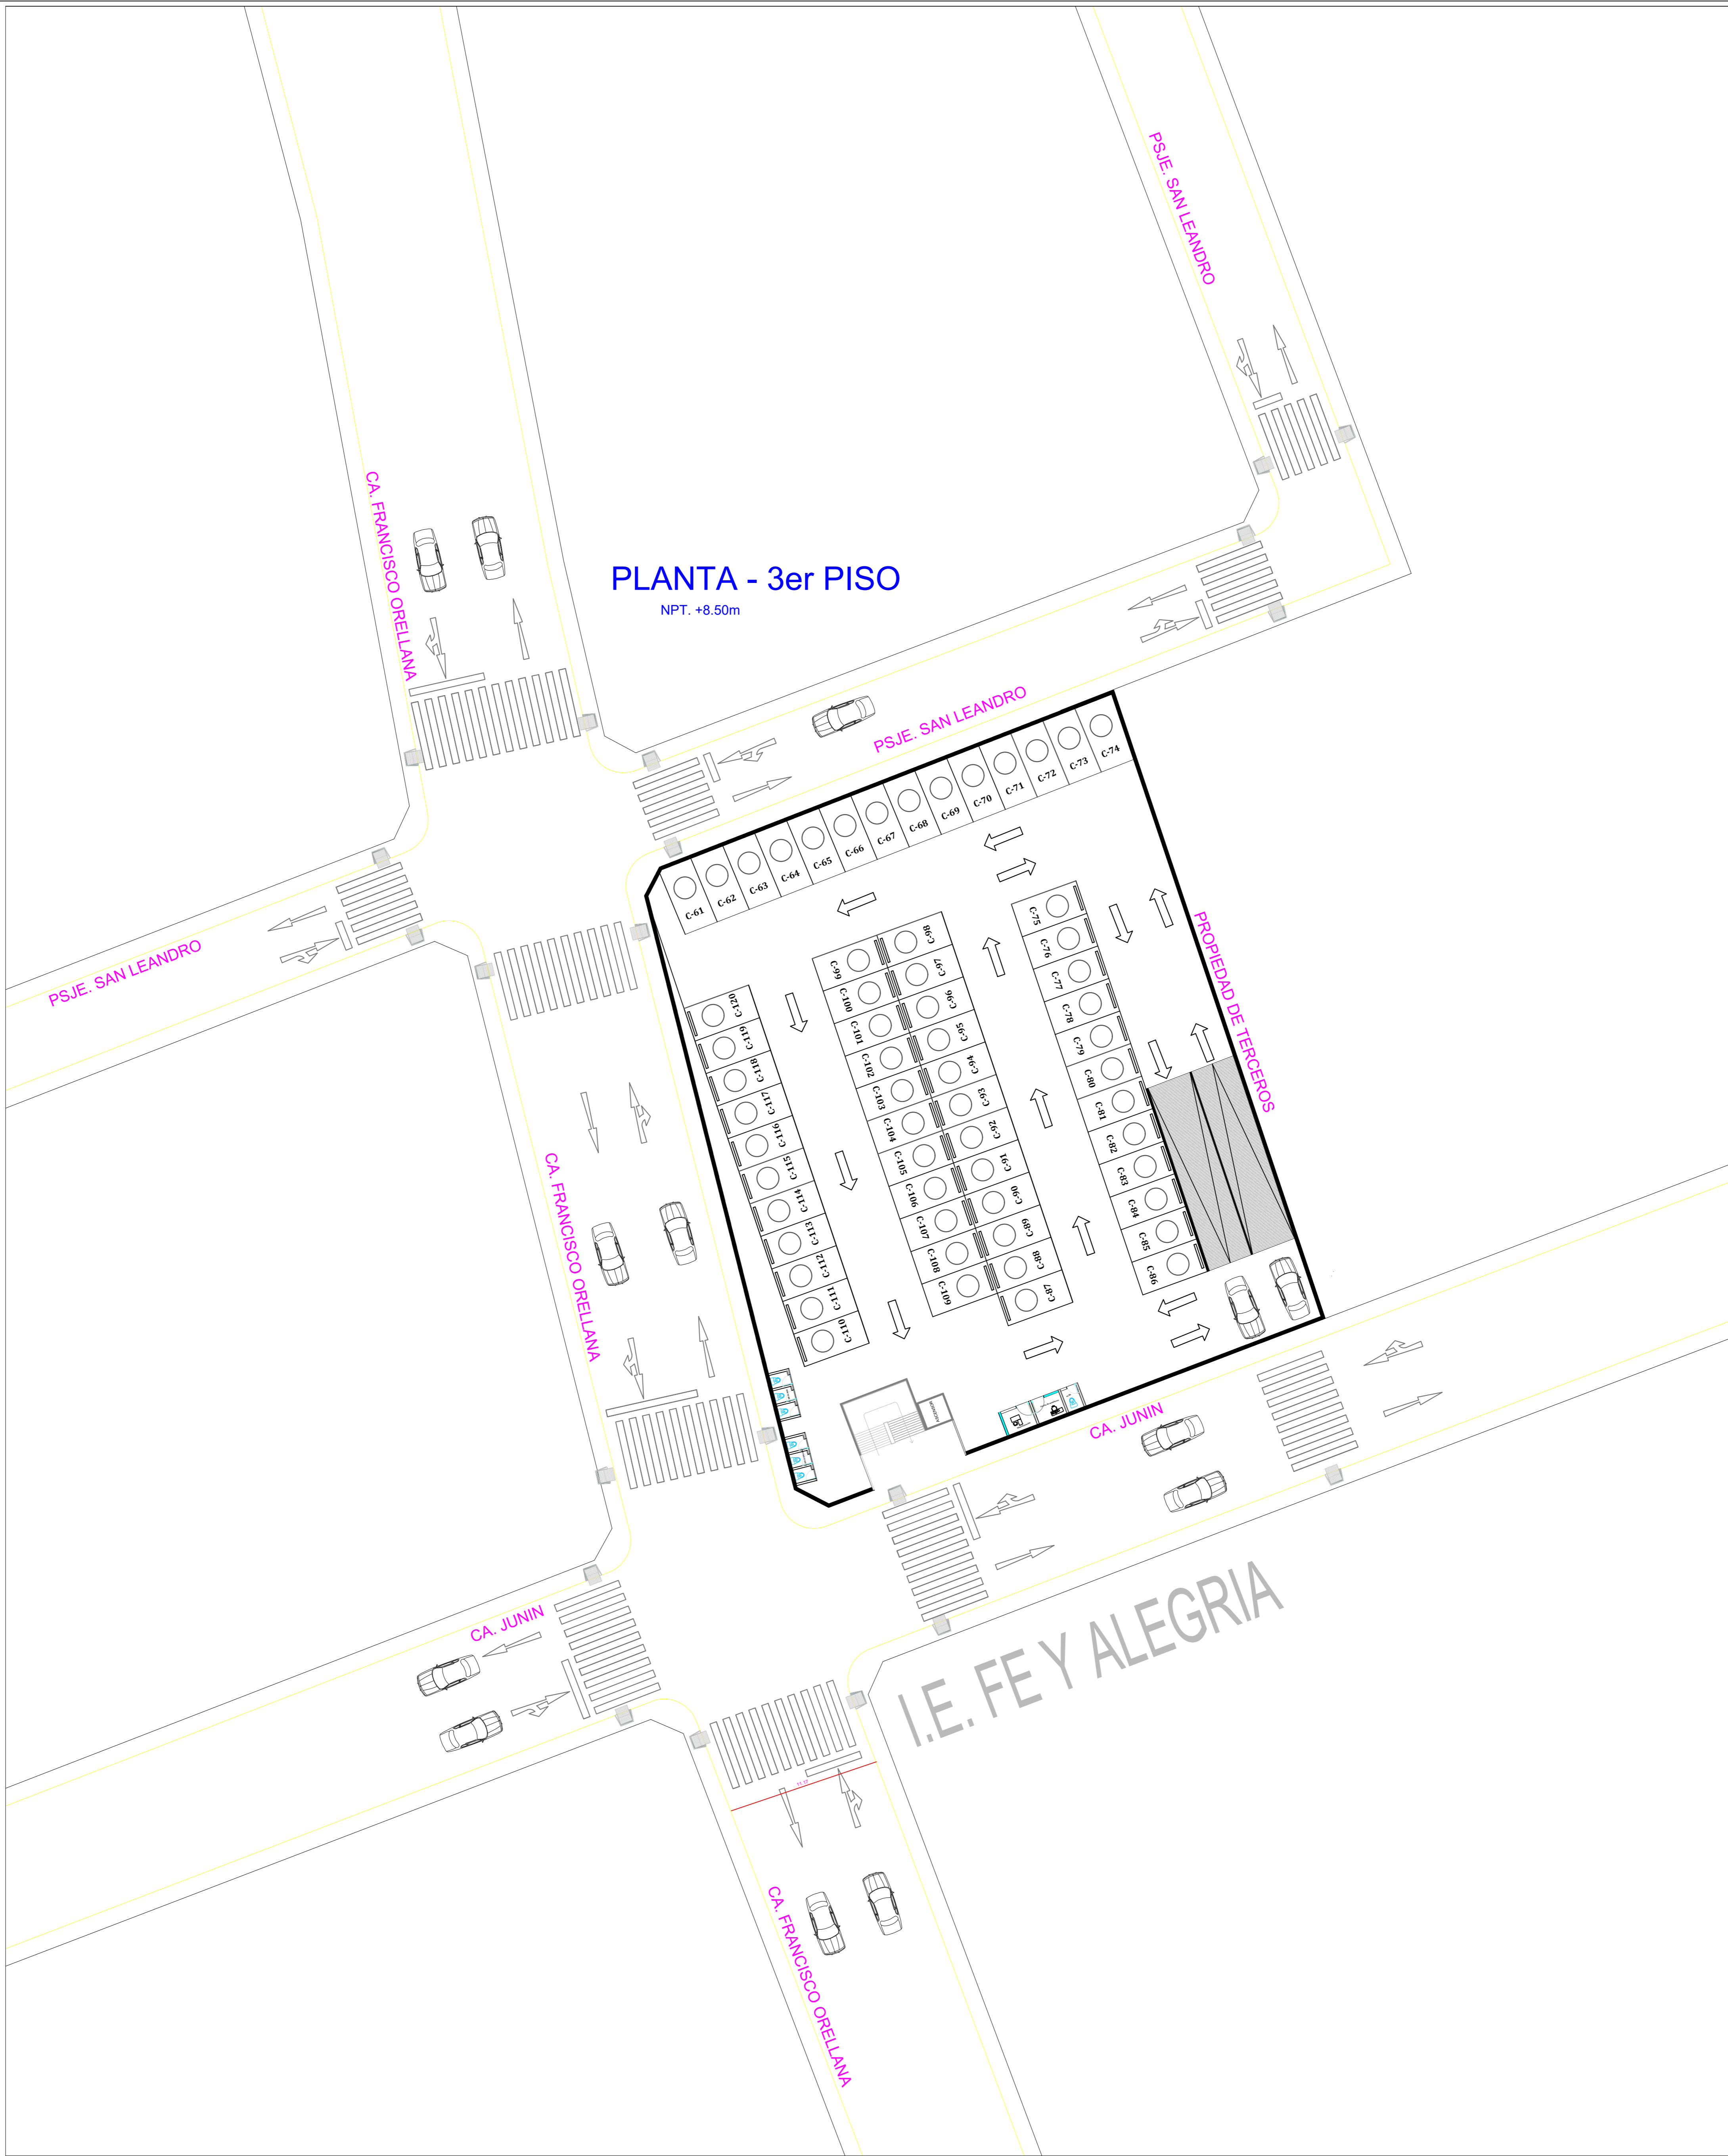 PSJE. SAN LEANDRO
CA. FRANCISCO ORELLANA
PLANTA - 3er PISO
NPT. +8.50m
PSJE. SAN LEANDRO
C-74
C-73
C-72
C-71
C-70
C-69
C-68
C-67
C-66
C-65
C-64
C-63
C-62
C-61
PSJE. SAN LEANDRO
PROPIEDAD DE TERCEROS
C-75
C-76
C-77
C-78
C-79
C-80
C-81
C-82
C-83
C-84
C-85
C-86
C-98
C-97
C-96
C-95
C-94
C-93
C-92
C-91
C-90
C-89
C-88
C-87
C-99
C-100
C-101
C-102
C-103
C-104
C-105
C-106
C-107
C-108
C-109
C-120
C-119
C-118
C-117
C-116
C-115
C-114
C-113
C-112
C-111
C-110
CA. FRANCISCO ORELLANA
ASCENSOR
CA. JUNIN
I.E. FE Y ALEGRIA
CA. JUNIN
11.17
CA. FRANCISCO ORELLANA